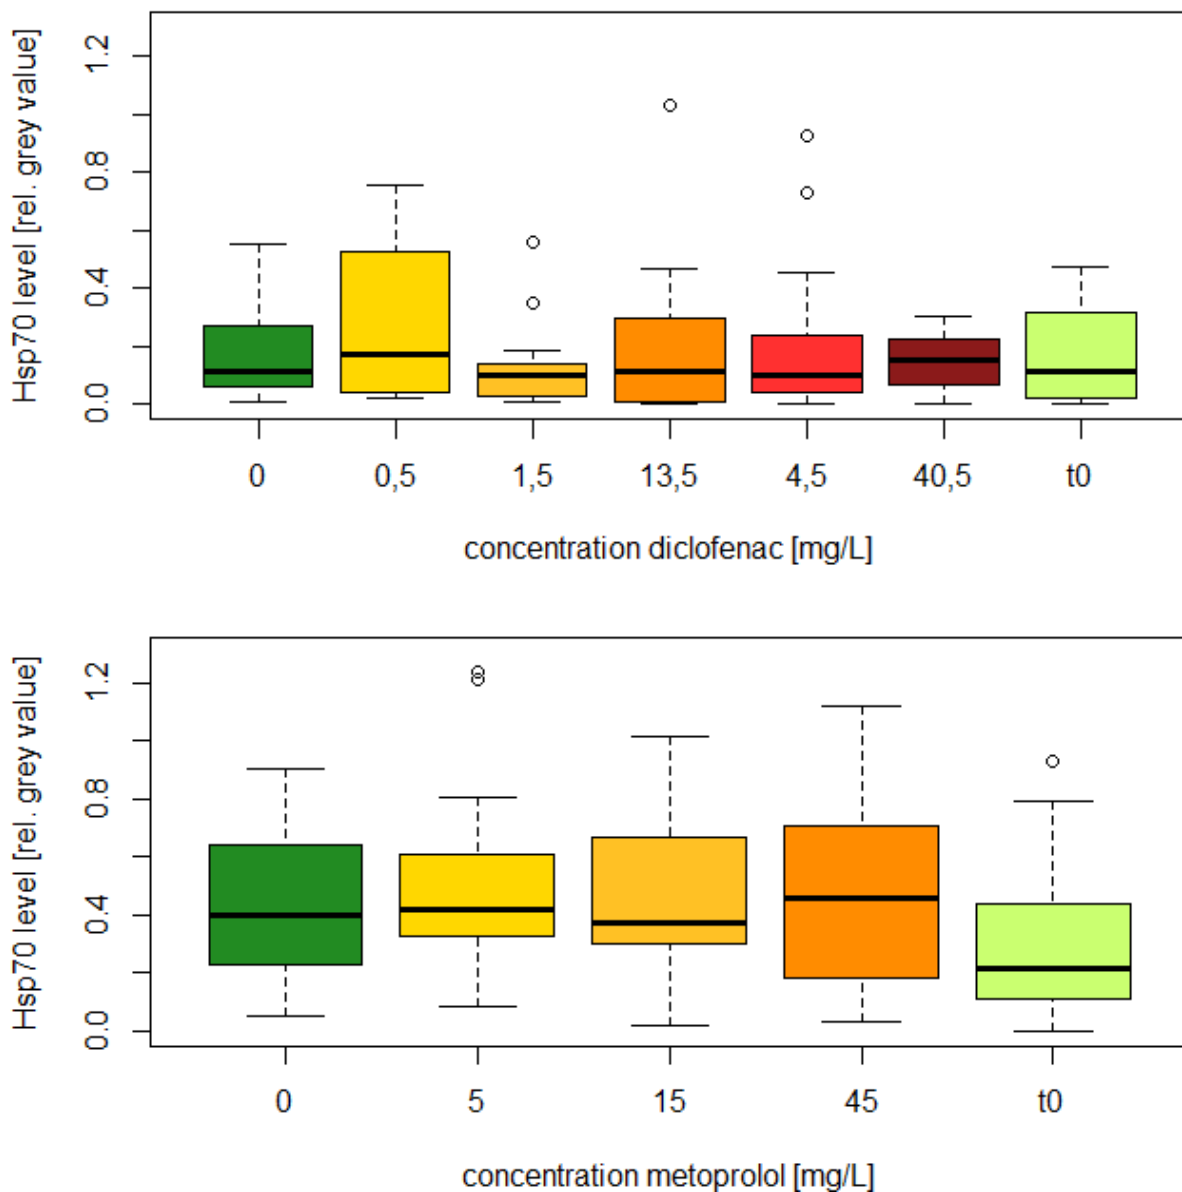 Hsp70 level [rel. grey value]
1.2
0.8
0.4
0.0
0 0,5 1,5 13,5 4,5 40,5 t0
concentration diclofenac [mg/L]
Hsp70 level [rel. grey value]
1.2
0.8
0.4
0.0
0 5 15 45 t0
concentration metoprolol [mg/L]